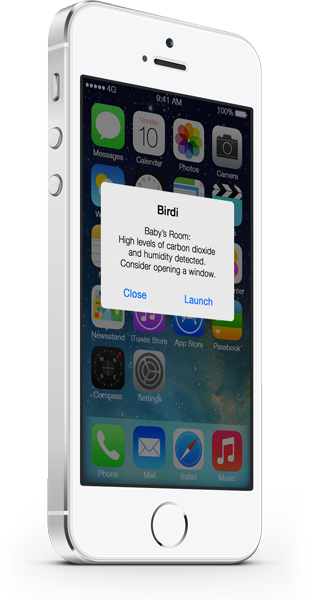 4G 9:41 AM 100%
Monday
10
Messages Calendar Photos Camera
Birdi
Baby's Room:
High levels of carbon dioxide
and humidity detected.
Consider opening a window.
Close Launch
Newsstand iTunes Store App Store Passbook
Compass Settings
Phone Mail Safari Music